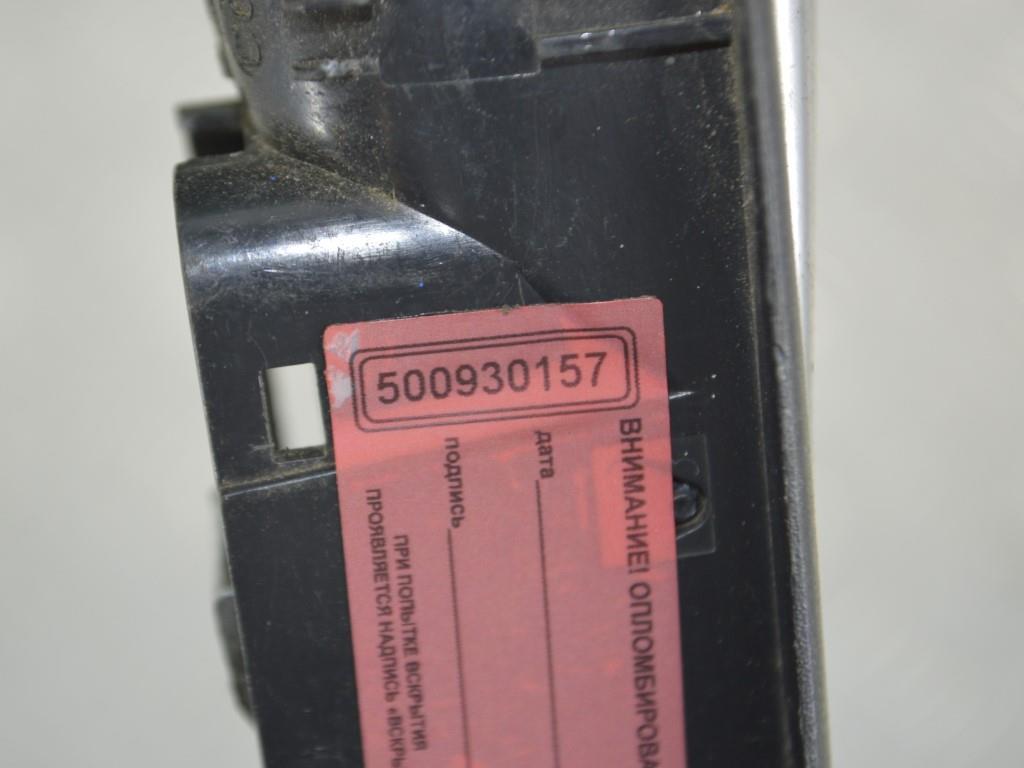 500930157
ВНИМАНИЕ! ОПЛОМБИРОВА
дата
подпись
ПРИ ПОПЫТКЕ ВСКРЫТИЯ
ПРОЯВЛЯЕТСЯ НАДПИСЬ «ВСКРЫ